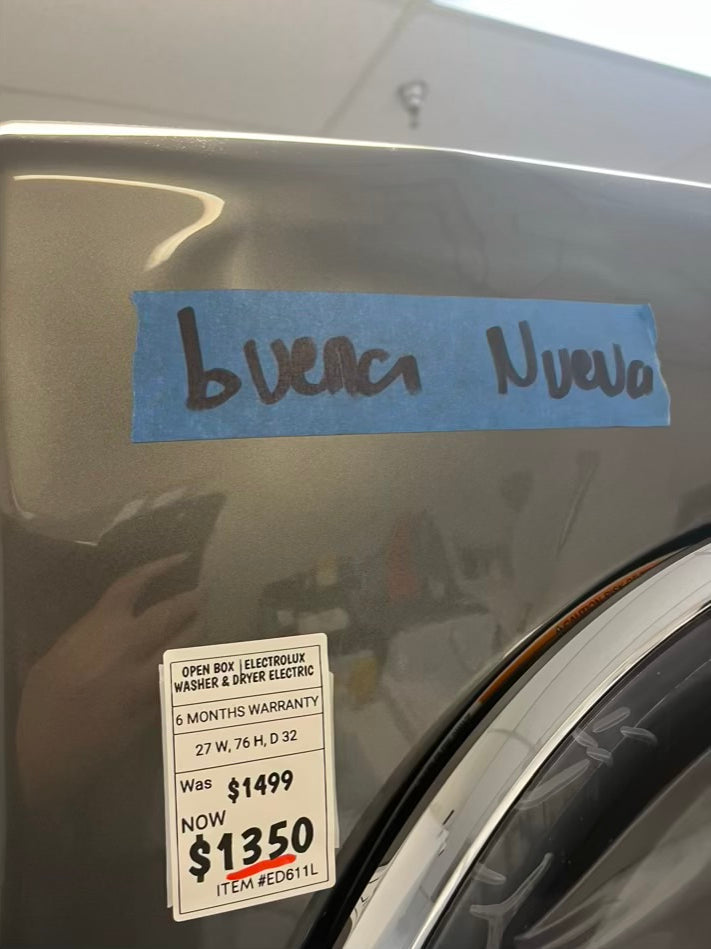 buena Nueva
OPEN BOX | ELECTROLUX
WASHER & DRYER ELECTRIC
6 MONTHS WARRANTY
27 W, 76 H, D 32
Was $1499
NOW
$1350
ITEM #ED611L